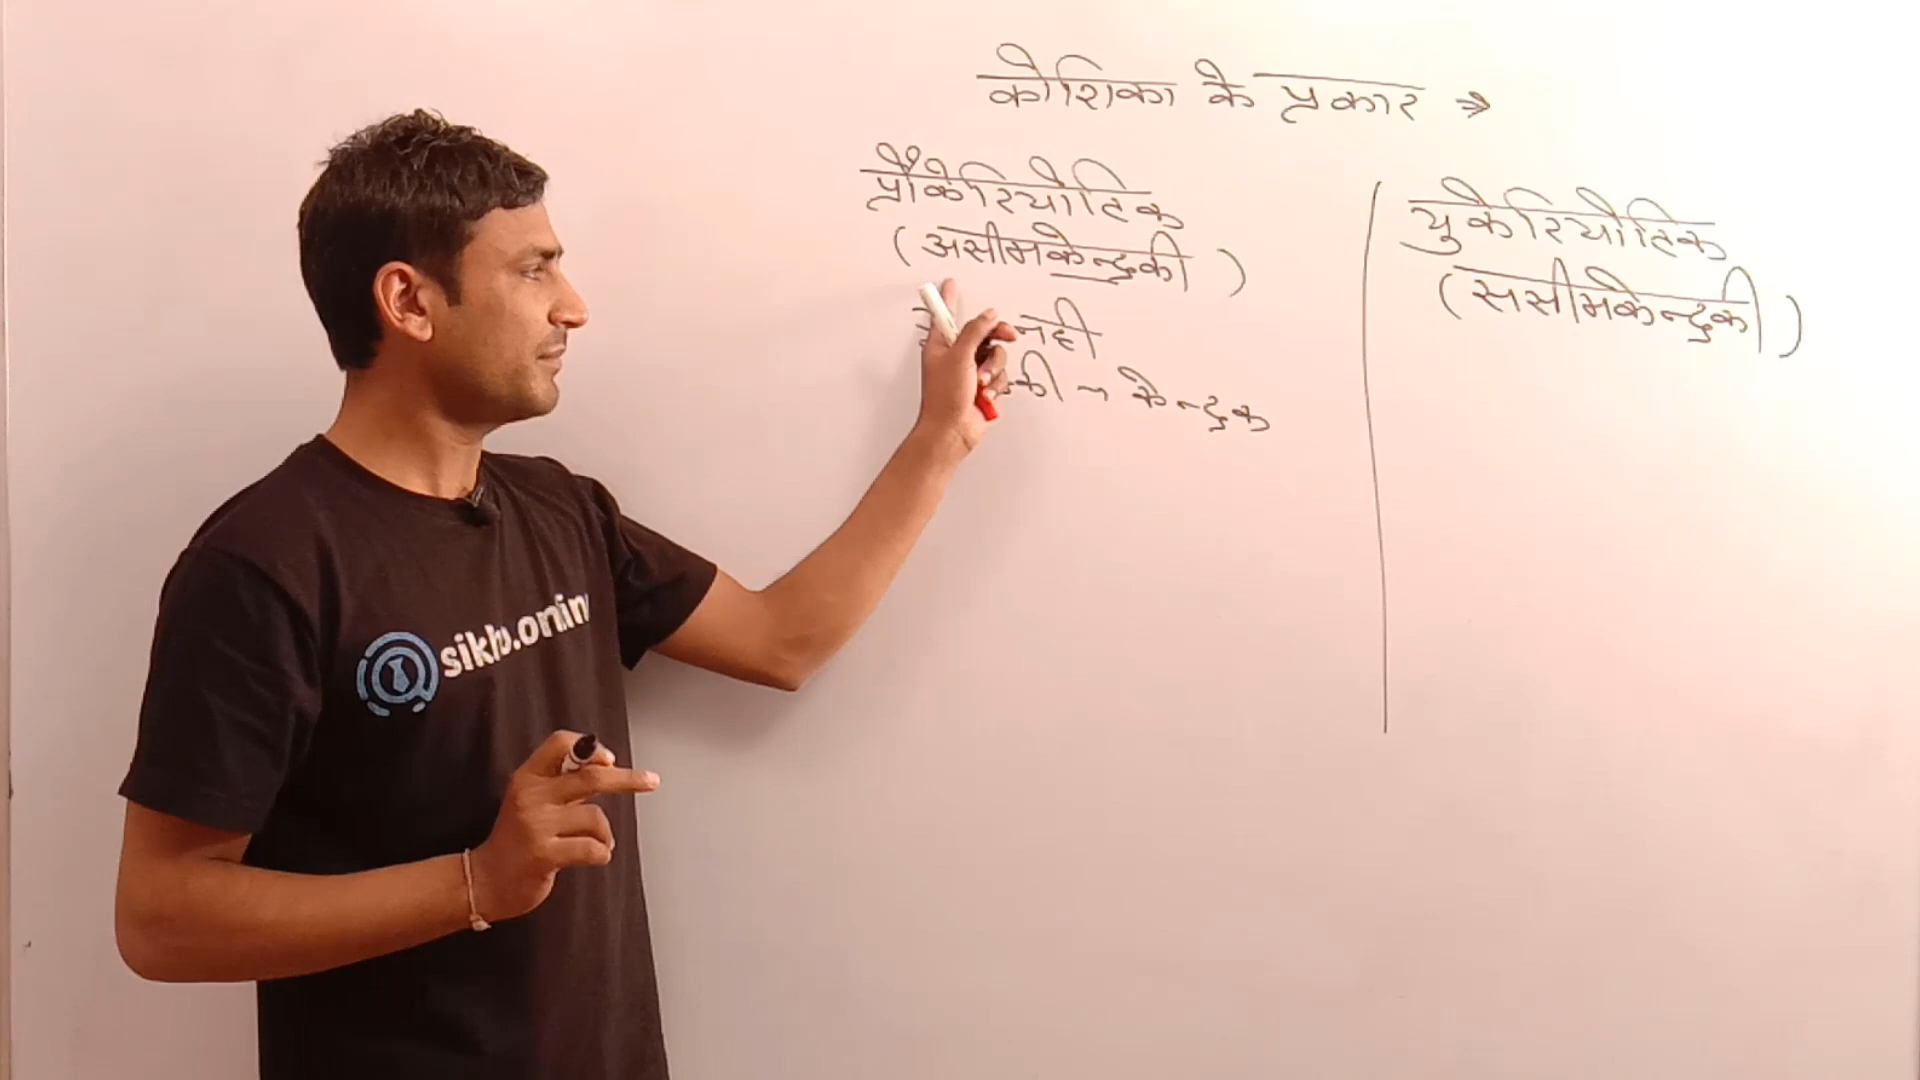 कोशिका के प्रकार ⇒
प्रौकेरियोटिक
(असीमकेन्द्रकी)
नही
की → केन्द्रक
युकेरियोटिक
(ससीमकेन्द्रकी)
sikho.online